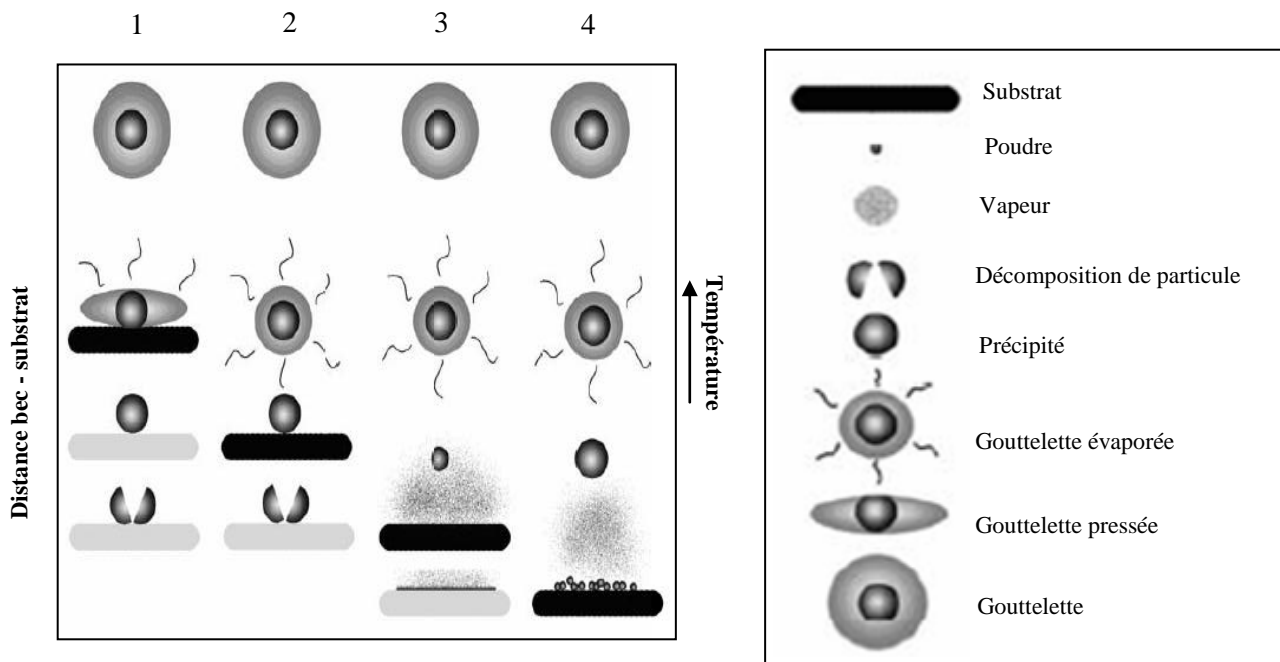 1 2 3 4
Distance bec - substrat
Température
Substrat
Poudre
Vapeur
Décomposition de particule
Précipité
Gouttelette évaporée
Gouttelette pressée
Gouttelette